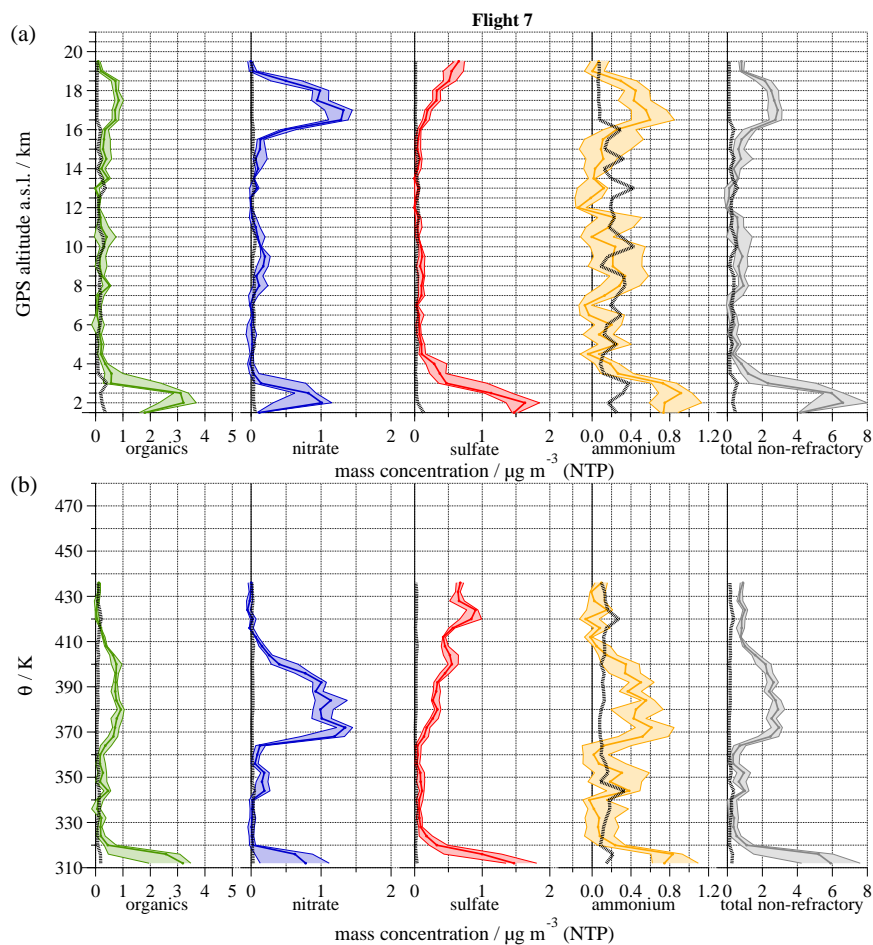 Flight 7
(a)
GPS altitude a.s.l. / km
20
18
16
14
12
10
8
6
4
2
0 1 2 3 4 5
0 1 2
0 1 2
0.0 0.4 0.8 1.2
0 2 4 6 8
organics nitrate sulfate ammonium total non-refractory
mass concentration / µg m⁻³ (NTP)
(b)
θ / K
470
450
430
410
390
370
350
330
310
0 1 2 3 4 5
0 1 2
0 1 2
0.0 0.4 0.8 1.2
0 2 4 6 8
organics nitrate sulfate ammonium total non-refractory
mass concentration / µg m⁻³ (NTP)